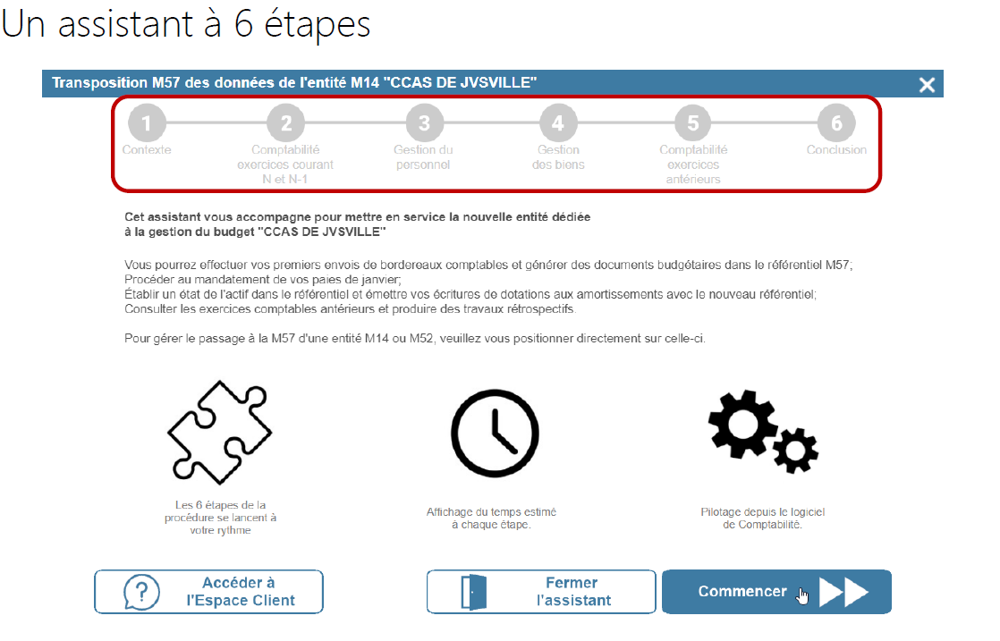 Un assistant à 6 étapes
Transposition M57 des données de l'entité M14 "CCAS DE JVSVILLE"
1
2
3
4
5
6
Contexte
Comptabilité
exercices courant
N et N-1
Gestion du
personnel
Gestion
des biens
Comptabilité
exercices
antérieurs
Conclusion
Cet assistant vous accompagne pour mettre en service la nouvelle entité dédiée
à la gestion du budget "CCAS DE JVSVILLE"
Vous pourrez effectuer vos premiers envois de bordereaux comptables et générer des documents budgétaires dans le référentiel M57;
Procéder au mandatement de vos paies de janvier;
Établir un état de l'actif dans le référentiel et émettre vos écritures de dotations aux amortissements avec le nouveau référentiel;
Consulter les exercices comptables antérieurs et produire des travaux rétrospectifs.
Pour gérer le passage à la M57 d'une entité M14 ou M52, veuillez vous positionner directement sur celle-ci.
Les 6 étapes de la
procédure se lancent à
votre rythme
Affichage du temps estimé
à chaque étape.
Pilotage depuis le logiciel
de Comptabilité.
?
Accéder à
l'Espace Client
Fermer
l'assistant
Commencer